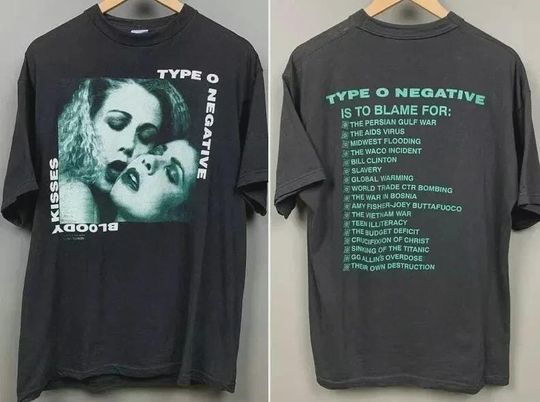 TYPE O NEGATIVE
BLOODY KISSES
TYPE O NEGATIVE
IS TO BLAME FOR:
THE PERSIAN GULF WAR
THE AIDS VIRUS
MIDWEST FLOODING
THE WACO INCIDENT
BILL CLINTON
SLAVERY
GLOBAL WARMING
WORLD TRADE CTR BOMBING
THE WAR IN BOSNIA
AMY FISHER-JOEY BUTTAFUOCO
THE VIETNAM WAR
TEEN ILLITERACY
THE BUDGET DEFICIT
CRUCIFIXION OF CHRIST
SINKING OF THE TITANIC
GG ALLIN'S OVERDOSE
THEIR OWN DESTRUCTION